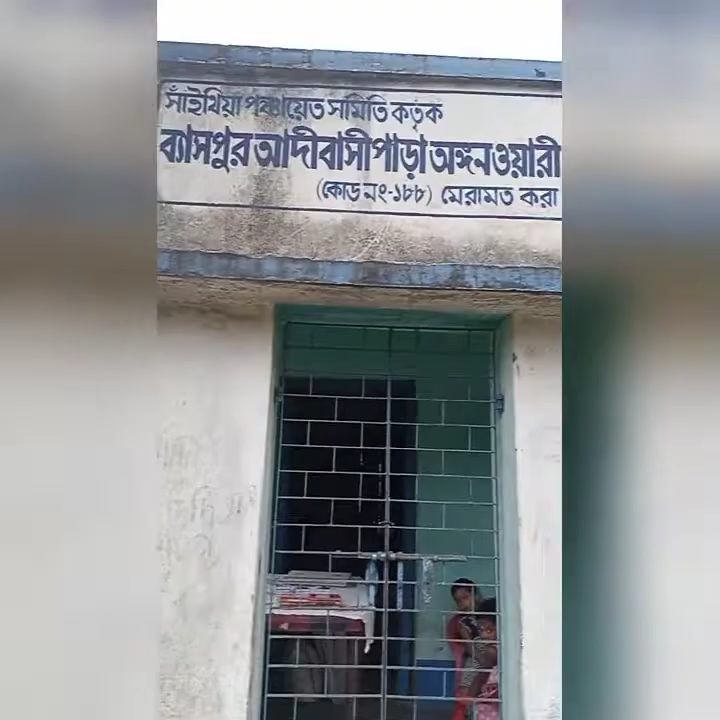 সাঁইথিয়া পঞ্চায়েত সমিতি কর্তৃক
ব্যাসপুর আদীবাসীপাড়া অঙ্গনওয়ারী
(কোড নং-১৮৮) মেরামত করা